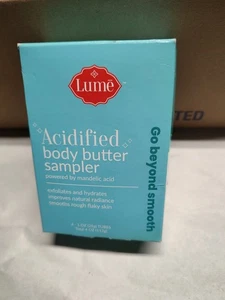 Lumē
Acidified
body butter
sampler
powered by mandelic acid
exfoliates and hydrates
improves natural radiance
smooths rough flaky skin
Go beyond smooth
TED